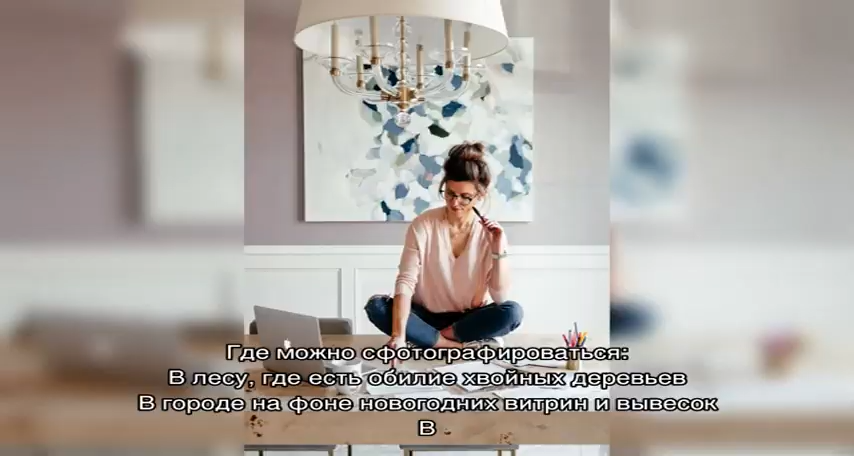 Где можно сфотографироваться:
В лесу, где есть обилие хвойных деревьев
В городе на фоне новогодних витрин и вывесок
В